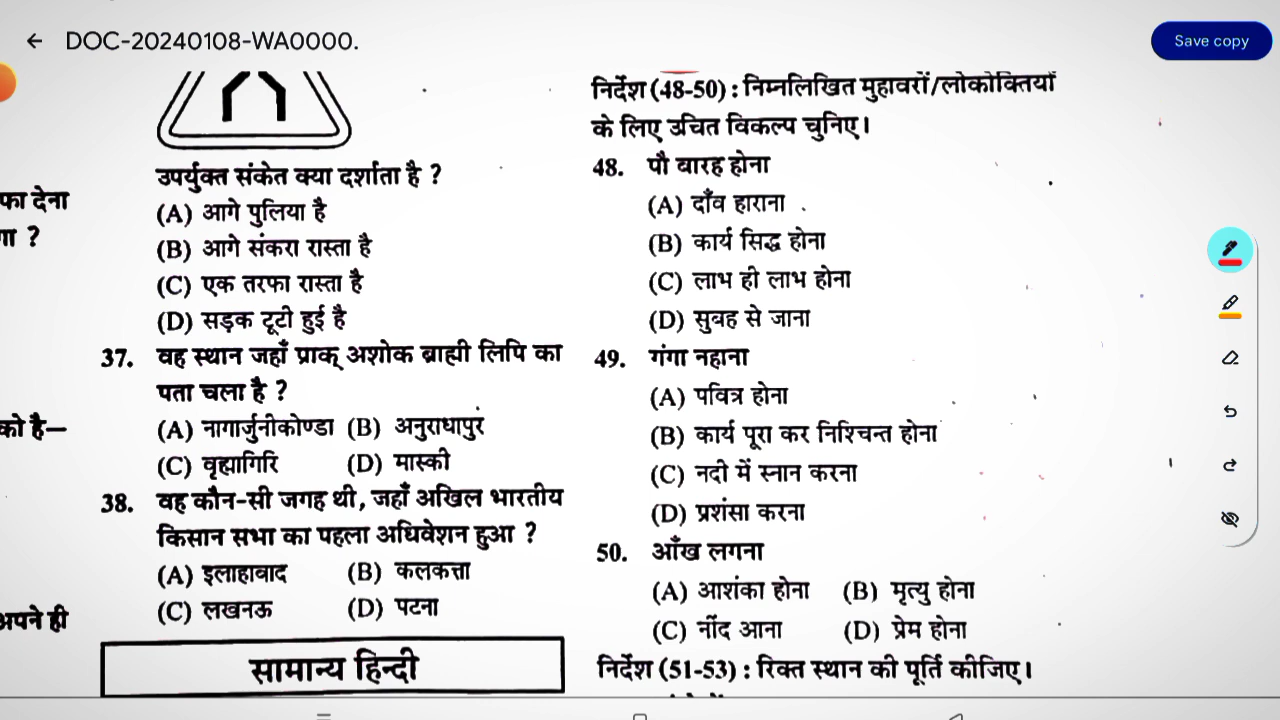 DOC-20240108-WA0000.
Save copy
फा देना
गा ?
को है—
अपने ही
उपर्युक्त संकेत क्या दर्शाता है ?
(A) आगे पुलिया है
(B) आगे संकरा रास्ता है
(C) एक तरफा रास्ता है
(D) सड़क टूटी हुई है
37. वह स्थान जहाँ प्राक् अशोक ब्राह्मी लिपि का
पता चला है ?
(A) नागार्जुनीकोण्डा (B) अनुराधापुर
(C) वृह्मागिरि (D) मास्की
38. वह कौन-सी जगह थी, जहाँ अखिल भारतीय
किसान सभा का पहला अधिवेशन हुआ ?
(A) इलाहाबाद (B) कलकत्ता
(C) लखनऊ (D) पटना
सामान्य हिन्दी
निर्देश (48-50) : निम्नलिखित मुहावरों/लोकोक्तियों
के लिए उचित विकल्प चुनिए।
48. पौ बारह होना
(A) दाँव हाराना
(B) कार्य सिद्ध होना
(C) लाभ ही लाभ होना
(D) सुबह से जाना
49. गंगा नहाना
(A) पवित्र होना
(B) कार्य पूरा कर निश्चिन्त होना
(C) नदी में स्नान करना
(D) प्रशंसा करना
50. आँख लगना
(A) आशंका होना (B) मृत्यु होना
(C) नींद आना (D) प्रेम होना
निर्देश (51-53) : रिक्त स्थान की पूर्ति कीजिए।